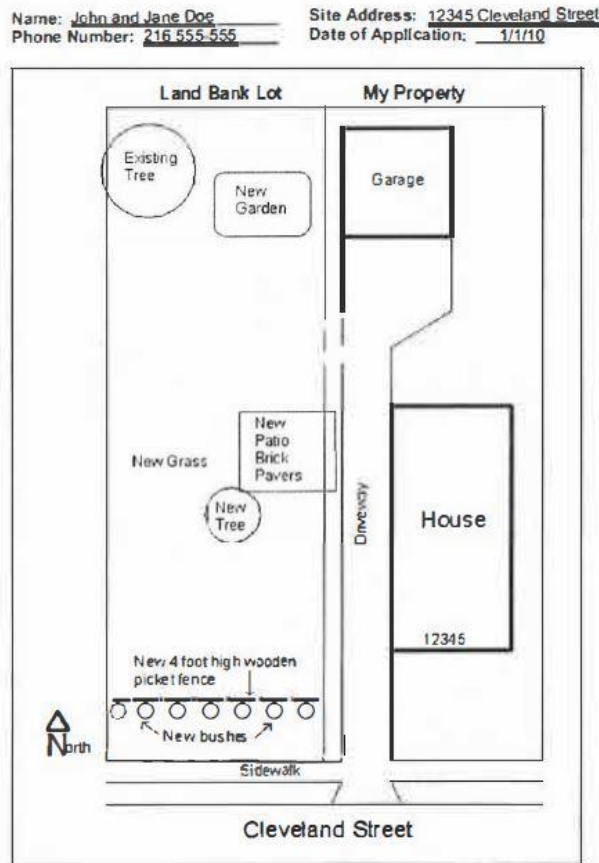 Name: John and Jane Doe
Site Address: 12345 Cleveland Street
Phone Number: 216 555-555
Date of Application: 1/1/10
Land Bank Lot
My Property
Existing
Tree
New
Garden
Garage
New
Patio
Brick
Pavers
New Grass
New
Tree
Driveway
House
12345
New 4 foot high wooden
picket fence
New bushes
North
Sidewalk
Cleveland Street